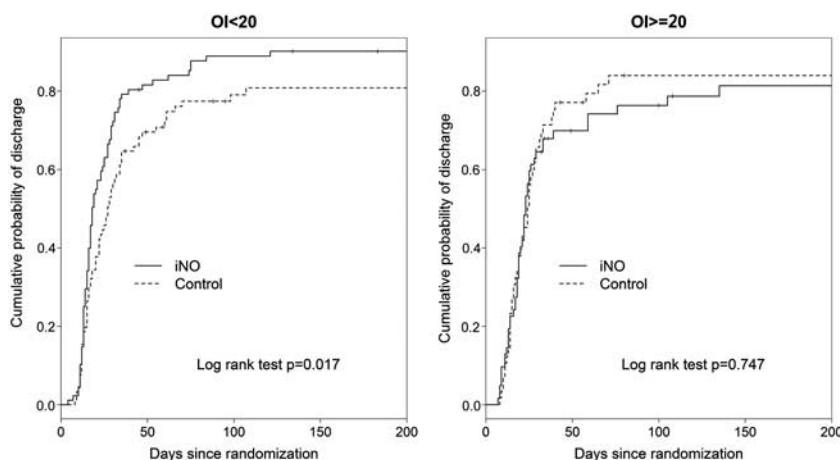 OI<20
Cumulative probability of discharge
0.8
0.6
0.4
0.2
0.0
iNO
Control
Log rank test p=0.017
0 50 100 150 200
Days since randomization
OI>=20
Cumulative probability of discharge
0.8
0.6
0.4
0.2
0.0
iNO
Control
Log rank test p=0.747
0 50 100 150 200
Days since randomization